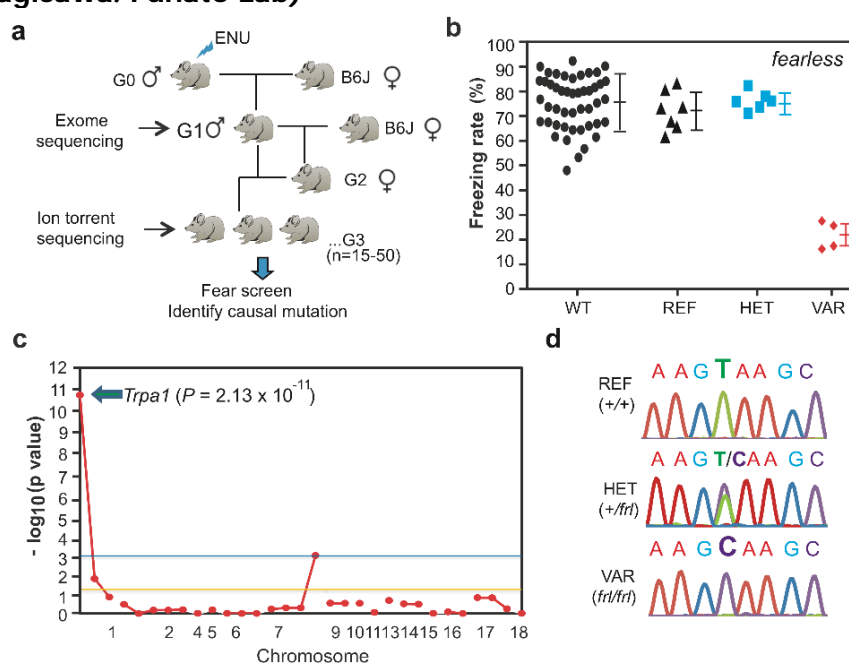 a
ENU
G0 ♂
B6J ♀
Exome
sequencing
G1♂
B6J ♀
G2 ♀
Ion torrent
sequencing
...G3
(n=15-50)
Fear screen
Identify causal mutation
b
fearless
Freezing rate (%)
100
90
80
70
60
50
40
30
20
10
0
WT REF HET VAR
c
- log10(p value)
12
11
10
9
8
7
6
5
4
3
2
1
0
Trpa1 (P = 2.13 x 10-11)
1 2 4 5 6 7 9 10 11 13 14 15 16 17 18
Chromosome
d
REF
(+/+)
A A G T A A G C
HET
(+/frl)
A A G T/C A A G C
VAR
(frl/frl)
A A G C A A G C